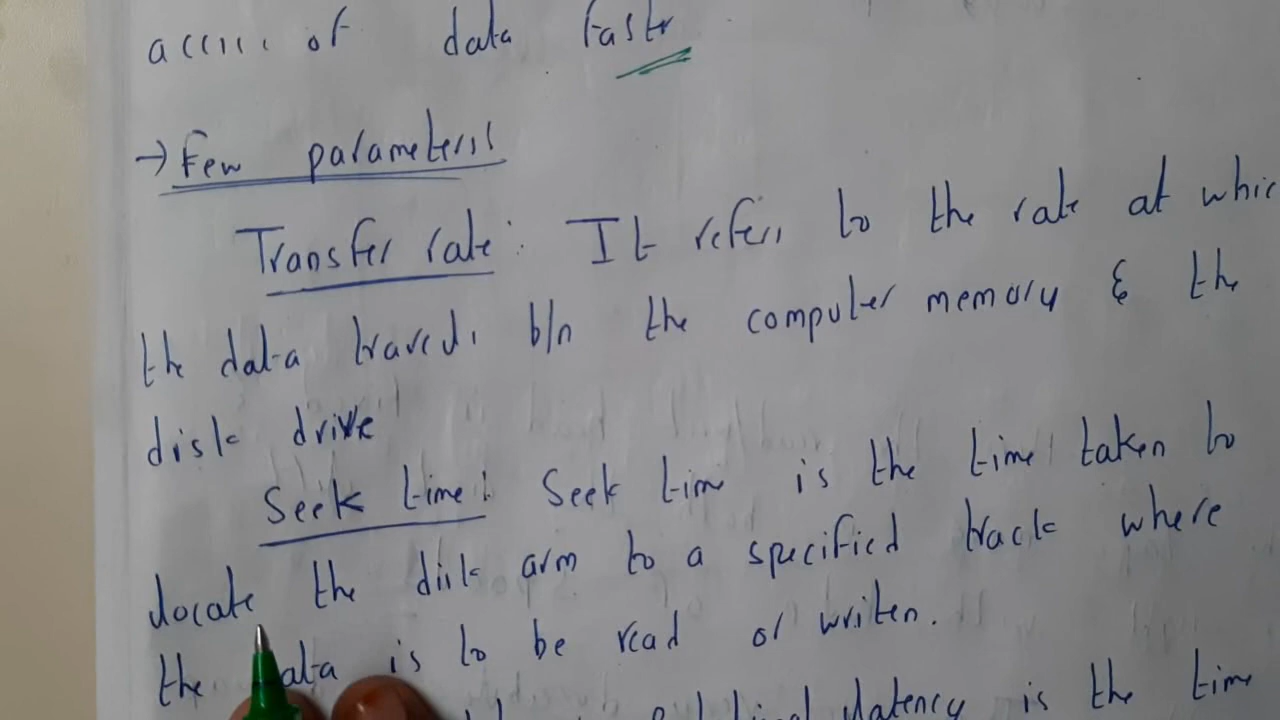 access of data faster
→ Few parameters
Transfer rate: It refers to the rate at whic
the data travels b/n the computer memory & the
disk drive
Seek time: Seek time is the time taken to
locate the disk arm to a specified track where
the data is to be read or writen.
latency is the time